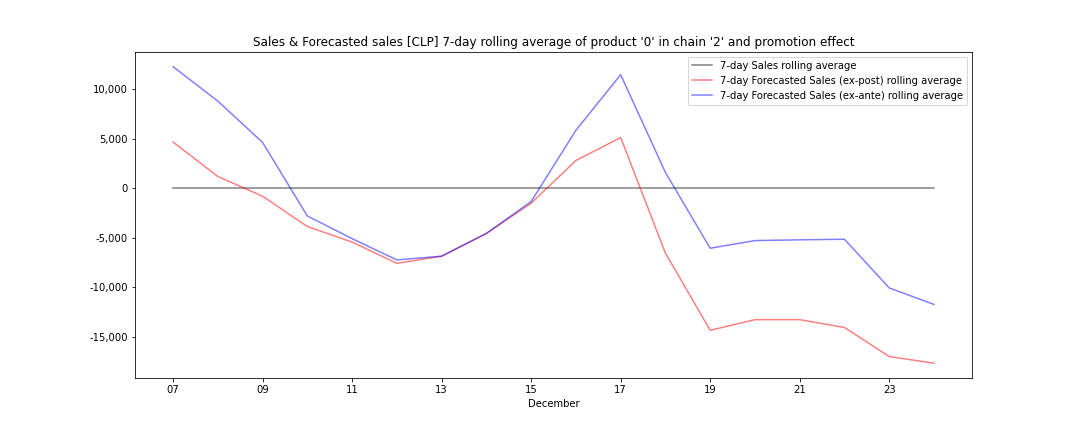 Sales & Forecasted sales [CLP] 7-day rolling average of product '0' in chain '2' and promotion effect
7-day Sales rolling average
7-day Forecasted Sales (ex-post) rolling average
7-day Forecasted Sales (ex-ante) rolling average
10,000
5,000
0
-5,000
-10,000
-15,000
07 09 11 13 15 17 19 21 23
December